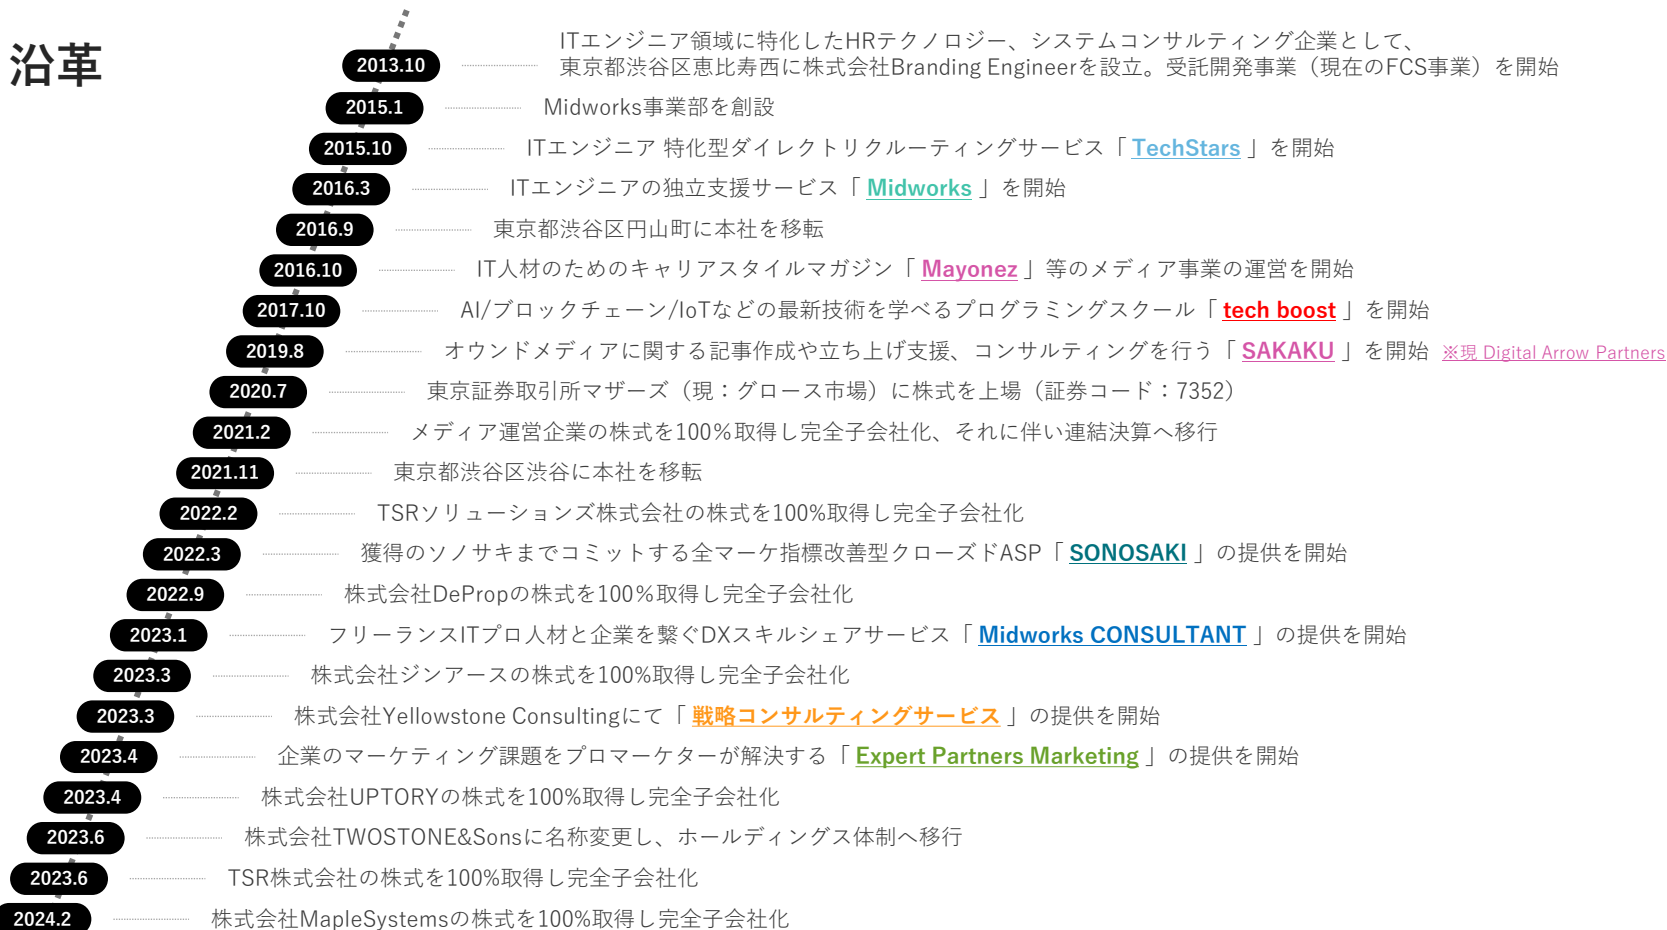 沿革
2013.10 ITエンジニア領域に特化したHRテクノロジー、システムコンサルティング企業として、
東京都渋谷区恵比寿西に株式会社Branding Engineerを設立。受託開発事業（現在のFCS事業）を開始
2015.1 Midworks事業部を創設
2015.10 ITエンジニア 特化型ダイレクトリクルーティングサービス「 TechStars 」を開始
2016.3 ITエンジニアの独立支援サービス「 Midworks 」を開始
2016.9 東京都渋谷区円山町に本社を移転
2016.10 IT人材のためのキャリアスタイルマガジン「 Mayonez 」等のメディア事業の運営を開始
2017.10 AI/ブロックチェーン/IoTなどの最新技術を学べるプログラミングスクール「 tech boost 」を開始
2019.8 オウンドメディアに関する記事作成や立ち上げ支援、コンサルティングを行う「 SAKAKU 」を開始 ※現 Digital Arrow Partners
2020.7 東京証券取引所マザーズ（現：グロース市場）に株式を上場（証券コード：7352）
2021.2 メディア運営企業の株式を100％取得し完全子会社化、それに伴い連結決算へ移行
2021.11 東京都渋谷区渋谷に本社を移転
2022.2 TSRソリューションズ株式会社の株式を100%取得し完全子会社化
2022.3 獲得のソノサキまでコミットする全マーケ指標改善型クローズドASP「 SONOSAKI 」の提供を開始
2022.9 株式会社DePropの株式を100％取得し完全子会社化
2023.1 フリーランスITプロ人材と企業を繋ぐDXスキルシェアサービス「 Midworks CONSULTANT 」の提供を開始
2023.3 株式会社ジンアースの株式を100%取得し完全子会社化
2023.3 株式会社Yellowstone Consultingにて「 戦略コンサルティングサービス 」の提供を開始
2023.4 企業のマーケティング課題をプロマーケターが解決する「 Expert Partners Marketing 」の提供を開始
2023.4 株式会社UPTORYの株式を100%取得し完全子会社化
2023.6 株式会社TWOSTONE&Sonsに名称変更し、ホールディングス体制へ移行
2023.6 TSR株式会社の株式を100%取得し完全子会社化
2024.2 株式会社MapleSystemsの株式を100%取得し完全子会社化